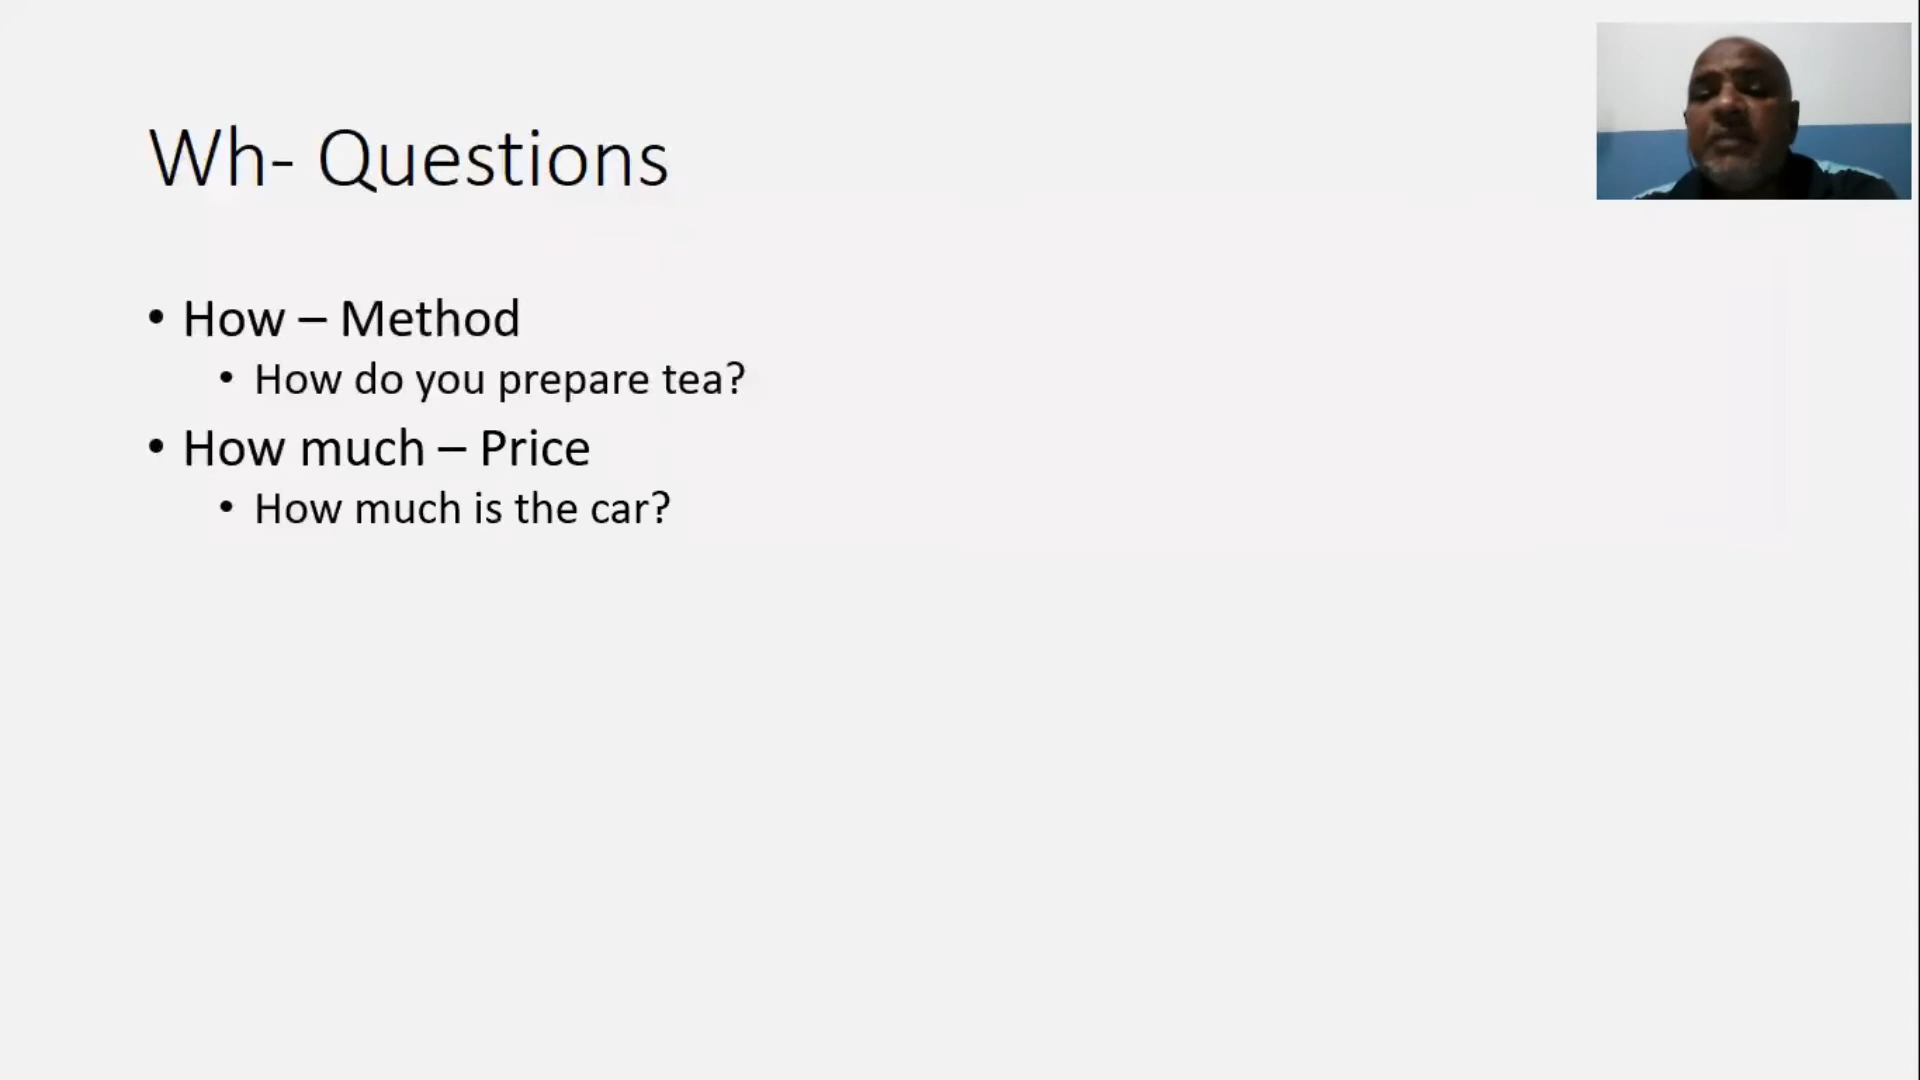 Wh- Questions
• How – Method
• How do you prepare tea?
• How much – Price
• How much is the car?